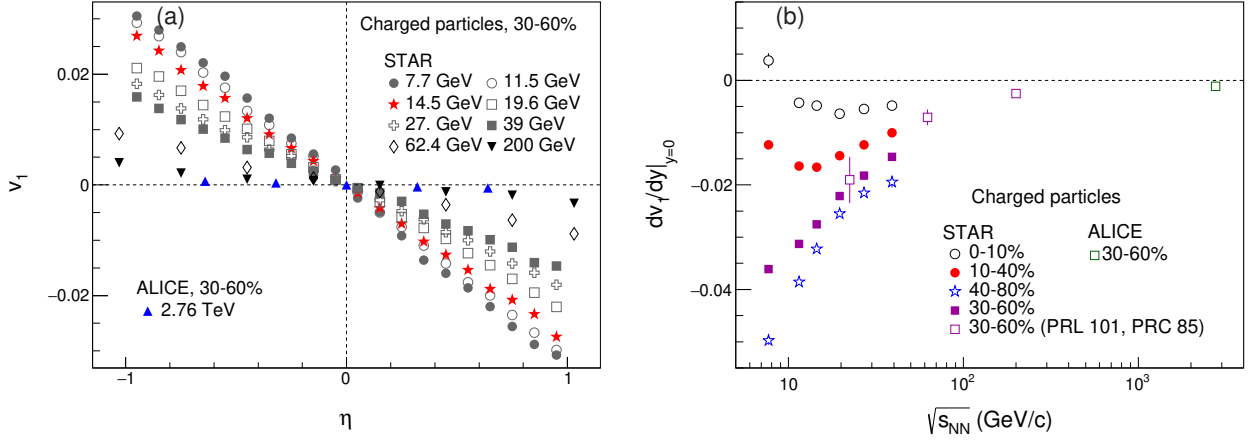 (a)
Charged particles, 30-60%
STAR
7.7 GeV
11.5 GeV
14.5 GeV
19.6 GeV
27. GeV
39 GeV
62.4 GeV
200 GeV
ALICE, 30-60%
2.76 TeV
0.02
0
−0.02
v₁
−1
0
1
η
(b)
0
−0.02
−0.04
dv₁/dy|y=0
Charged particles
STAR
ALICE
0-10%
30-60%
10-40%
40-80%
30-60%
30-60% (PRL 101, PRC 85)
10
10²
10³
√sNN (GeV/c)